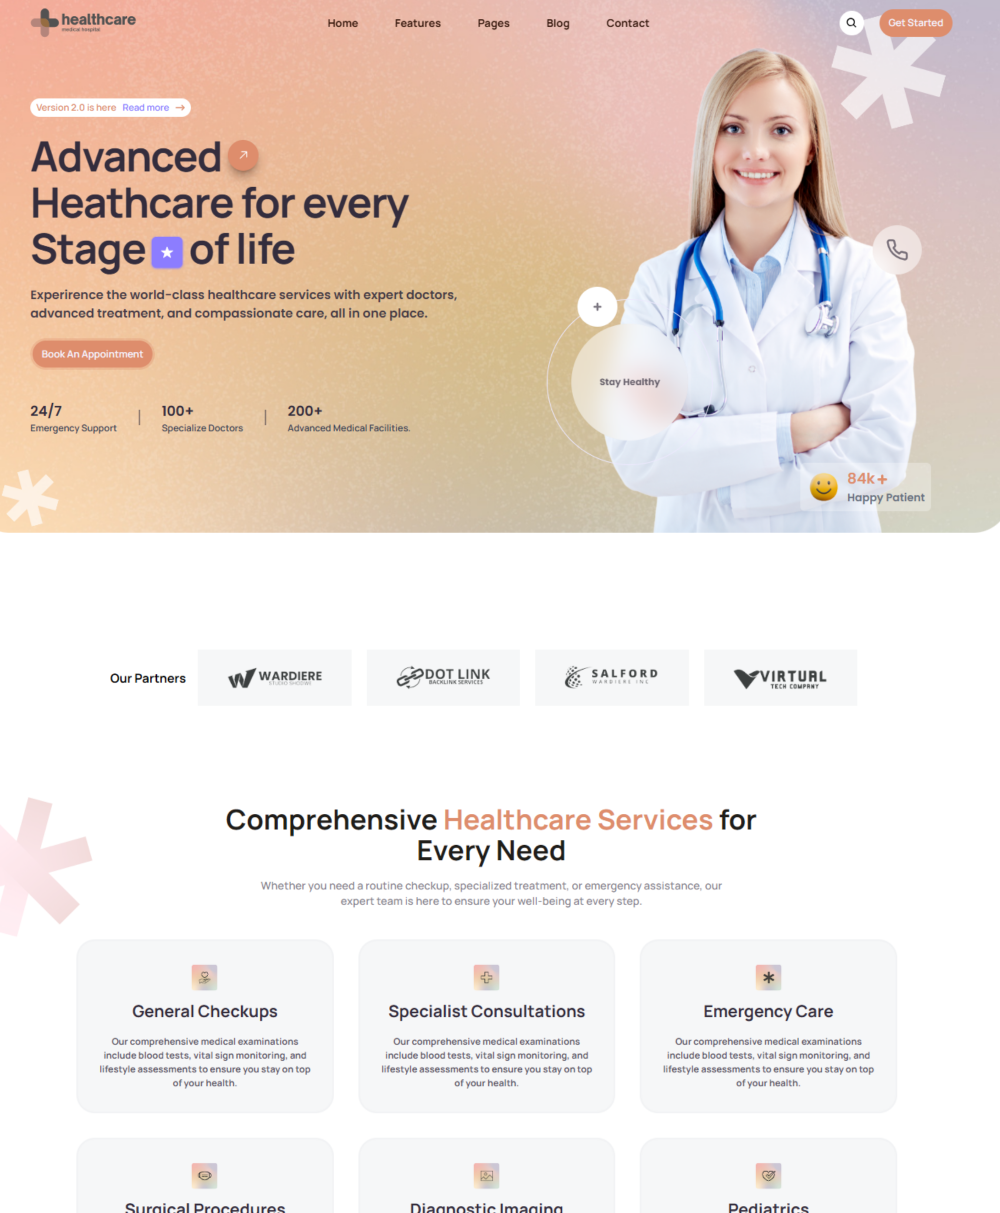 healthcare
medical hospital
Home
Features
Pages
Blog
Contact
Get Started
Version 2.0 is here Read more →
Advanced
Heathcare for every
Stage of life
Experirence the world-class healthcare services with expert doctors,
advanced treatment, and compassionate care, all in one place.
Book An Appointment
24/7
Emergency Support
100+
Specialize Doctors
200+
Advanced Medical Facilities.
+
Stay Healthy
84k+
Happy Patient
Our Partners
WARDIERE
DOT LINK
BACKLINK SERVICES
SALFORD
WARDIERE INC
VIRTUAL
TECH COMPANY
Comprehensive Healthcare Services for
Every Need
Whether you need a routine checkup, specialized treatment, or emergency assistance, our
expert team is here to ensure your well-being at every step.
General Checkups
Our comprehensive medical examinations
include blood tests, vital sign monitoring, and
lifestyle assessments to ensure you stay on top
of your health.
Specialist Consultations
Our comprehensive medical examinations
include blood tests, vital sign monitoring, and
lifestyle assessments to ensure you stay on top
of your health.
Emergency Care
Our comprehensive medical examinations
include blood tests, vital sign monitoring, and
lifestyle assessments to ensure you stay on top
of your health.
Surgical Procedures
Diagnostic Imaging
Pediatrics